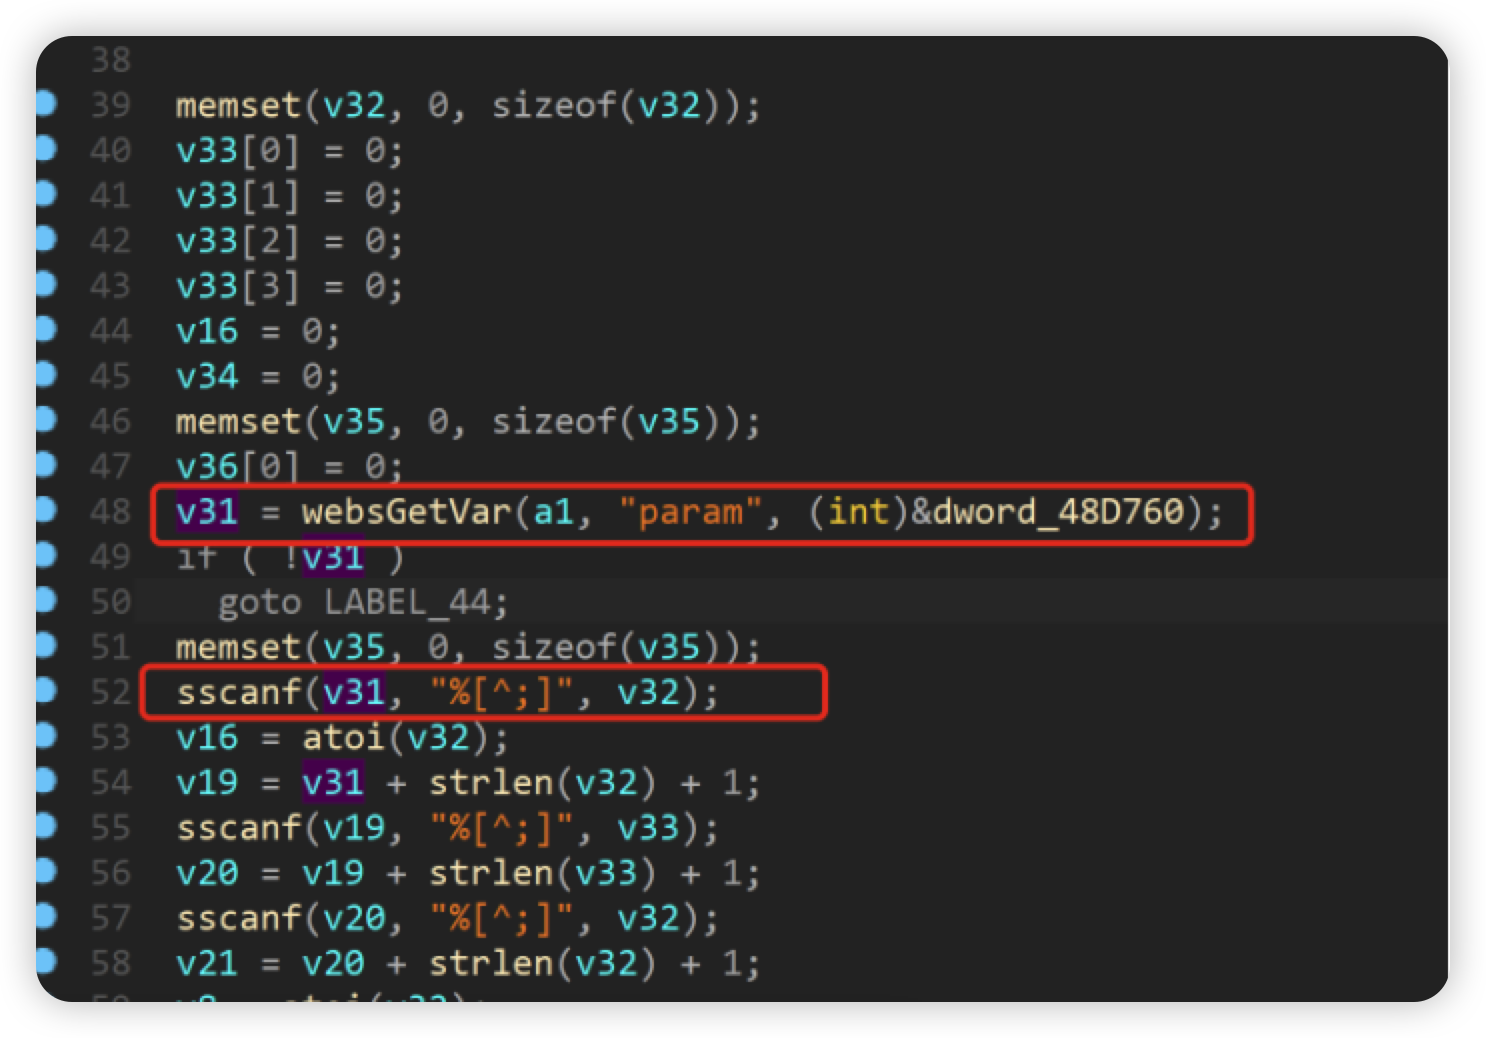 38
39 memset(v32, 0, sizeof(v32));
40 v33[0] = 0;
41 v33[1] = 0;
42 v33[2] = 0;
43 v33[3] = 0;
44 v16 = 0;
45 v34 = 0;
46 memset(v35, 0, sizeof(v35));
47 v36[0] = 0;
48 v31 = websGetVar(a1, "param", (int)&dword_48D760);
49 if ( !v31 )
50 goto LABEL_44;
51 memset(v35, 0, sizeof(v35));
52 sscanf(v31, "%[^;]", v32);
53 v16 = atoi(v32);
54 v19 = v31 + strlen(v32) + 1;
55 sscanf(v19, "%[^;]", v33);
56 v20 = v19 + strlen(v33) + 1;
57 sscanf(v20, "%[^;]", v32);
58 v21 = v20 + strlen(v32) + 1;